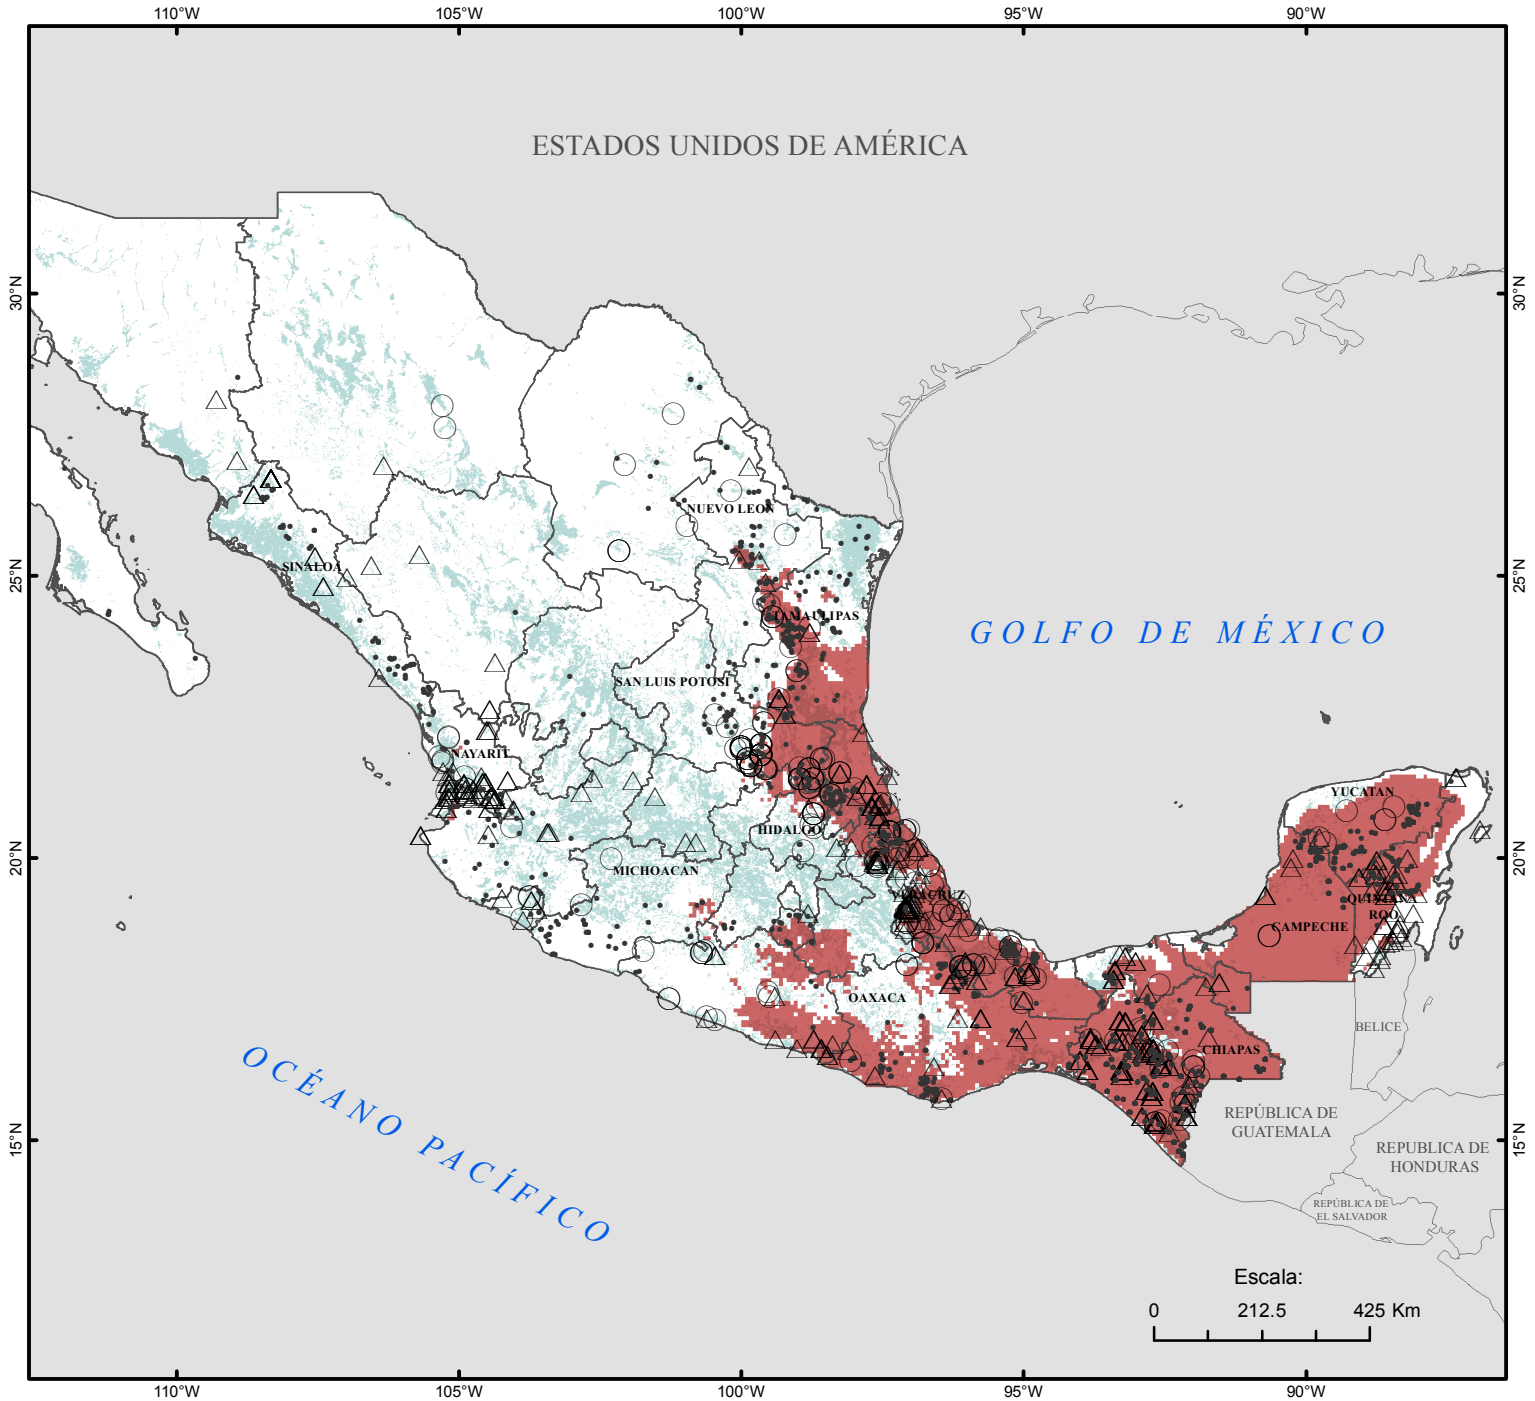 110°W 105°W 100°W 95°W 90°W
ESTADOS UNIDOS DE AMÉRICA
30°N 30°N
NUEVO LEON
SINALOA
25°N 25°N
TAMAULIPAS
GOLFO DE MÉXICO
SAN LUIS POTOSI
NAYARIT
YUCATAN
HIDALGO
20°N 20°N
MICHOACAN
VERACRUZ
QUINTANA
ROO
CAMPECHE
OAXACA
BELICE
CHIAPAS
OCÉANO PACÍFICO
REPÚBLICA DE
GUATEMALA
15°N 15°N
REPUBLICA DE
HONDURAS
REPÚBLICA DE
EL SALVADOR
Escala:
0 212.5 425 Km
110°W 105°W 100°W 95°W 90°W